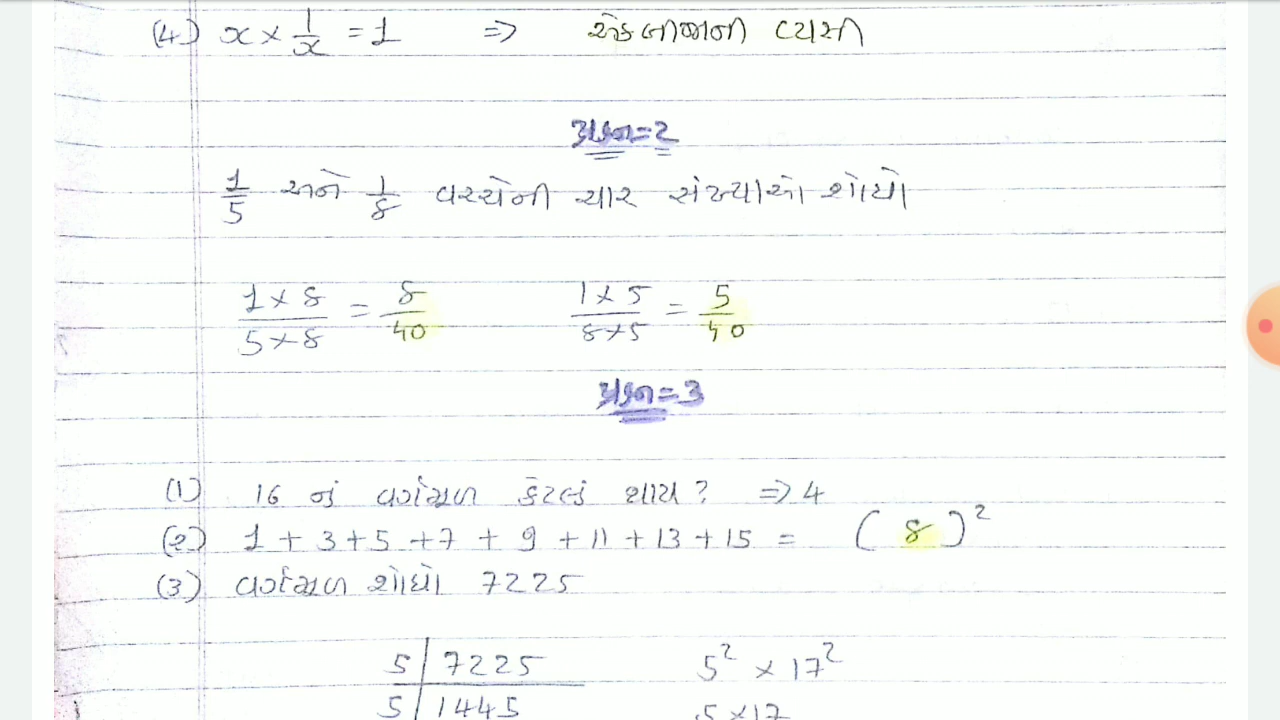 (4) x × 1/x = 1 ⇒ એકબીજાની વ્યસ્ત
પ્રશ્ન=2
1/5 અને 1/8 વચ્ચેની ચાર સંખ્યાઓ શોધો
1×8/5×8 = 8/40 1×5/8×5 = 5/40
પ્રશ્ન=3
(1) 16 નું વર્ગમૂળ કેટલું થાય? ⇒ 4
(2) 1 + 3 + 5 + 7 + 9 + 11 + 13 + 15 = (8)²
(3) વર્ગમૂળ શોધો 7225
5 | 7225 5² × 17²
5 | 1445 5 × 17